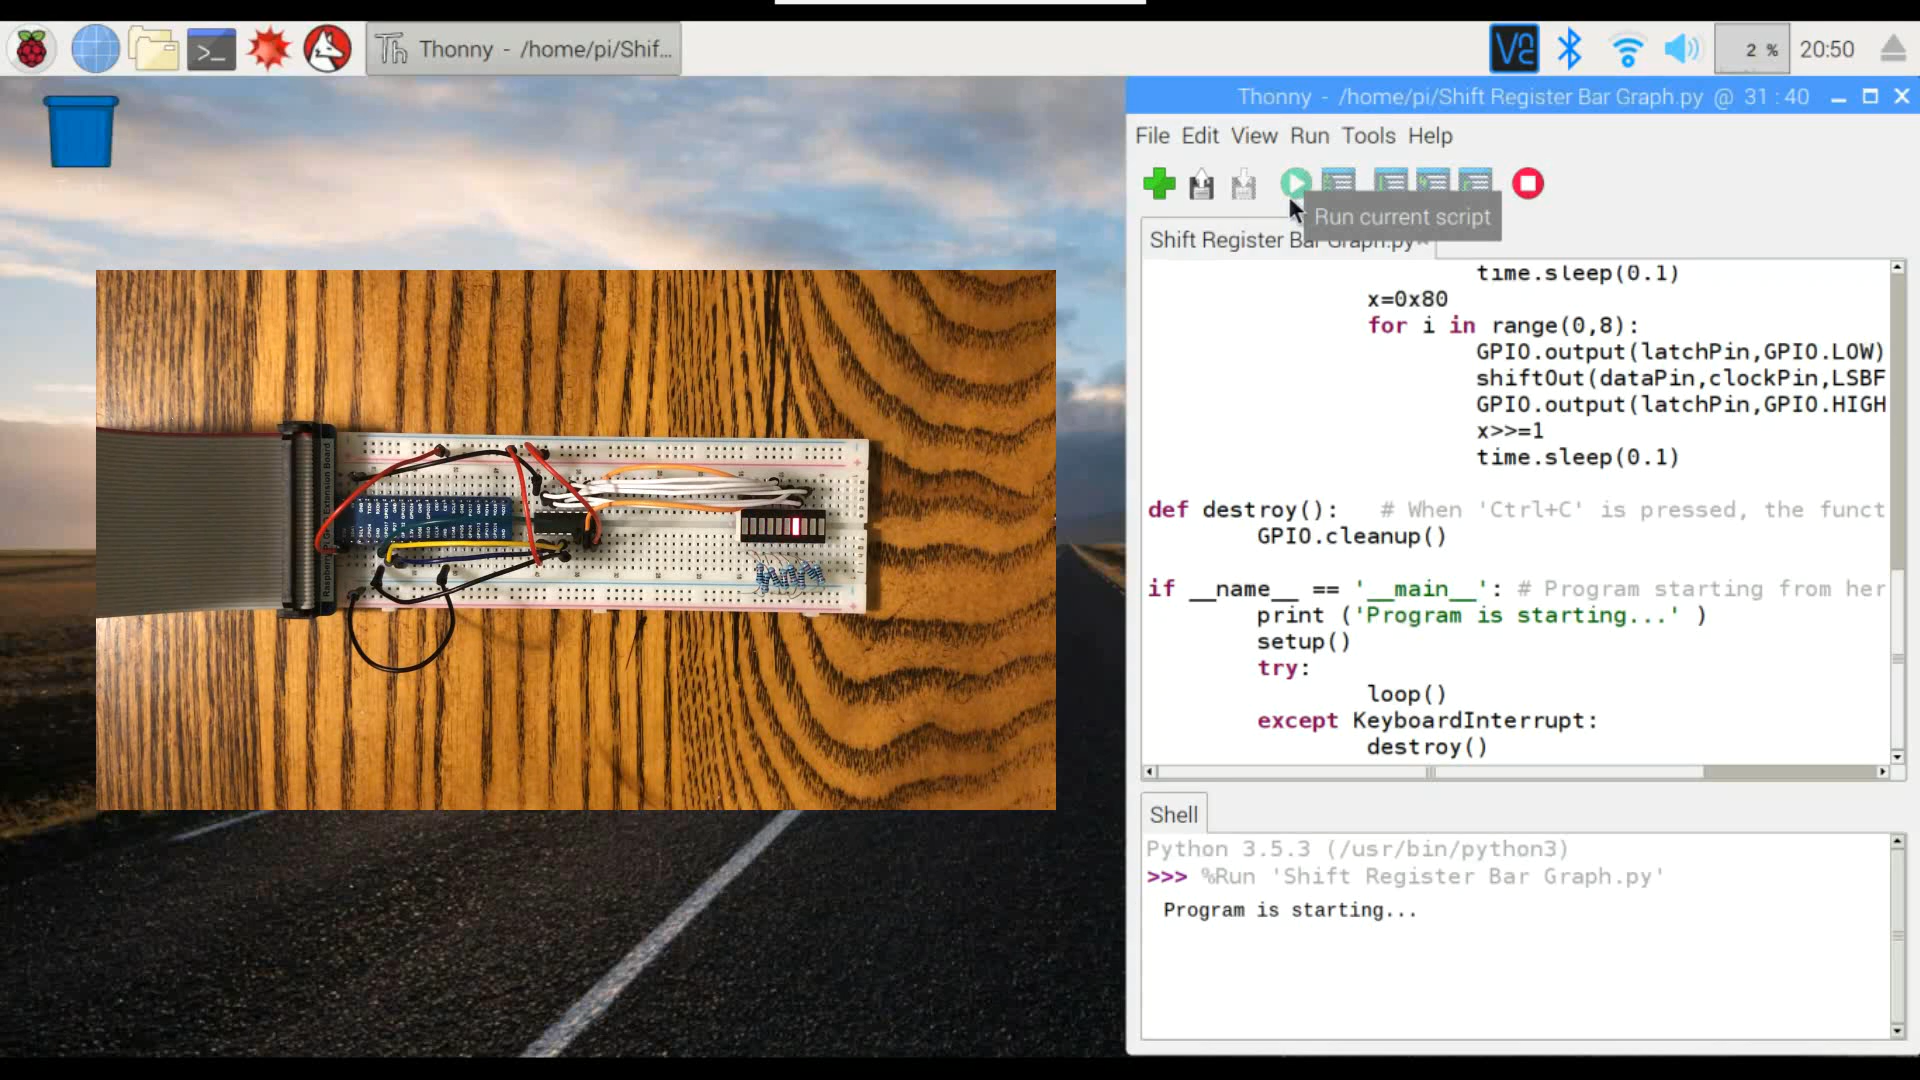 Thonny - /home/pi/Shif...
2 %
20:50
Thonny - /home/pi/Shift Register Bar Graph.py @ 31 : 40
File Edit View Run Tools Help
Run current script
Shift Register Bar Graph.py
time.sleep(0.1)
x=0x80
for i in range(0,8):
GPIO.output(latchPin,GPIO.LOW)
shiftOut(dataPin,clockPin,LSBF
GPIO.output(latchPin,GPIO.HIGH
x>>=1
time.sleep(0.1)
def destroy():   # When 'Ctrl+C' is pressed, the funct
GPIO.cleanup()
if __name__ == '__main__': # Program starting from her
print ('Program is starting...' )
setup()
try:
loop()
except KeyboardInterrupt:
destroy()
Shell
Python 3.5.3 (/usr/bin/python3)
>>> %Run 'Shift Register Bar Graph.py'
Program is starting...